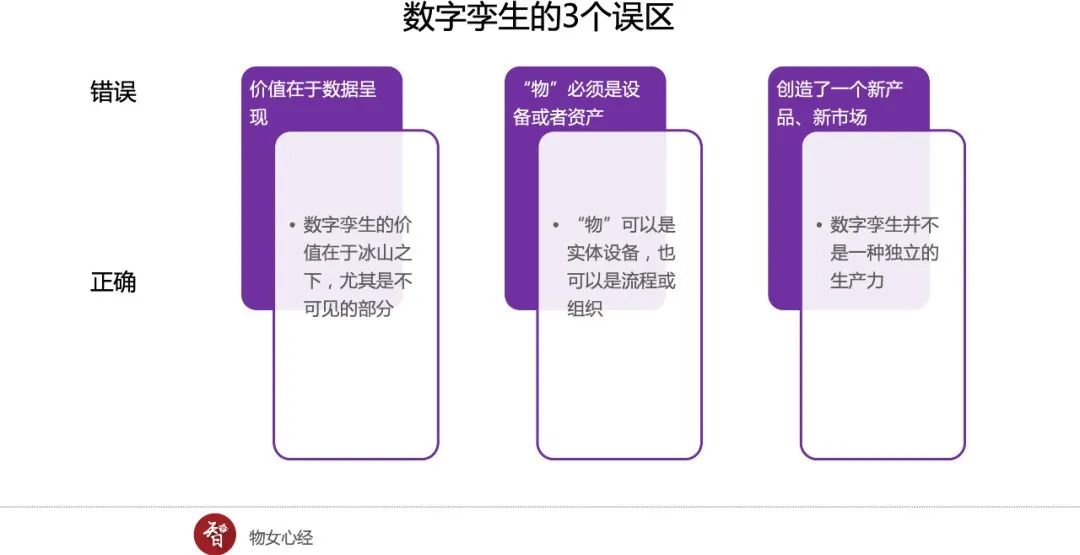 数字孪生的3个误区
错误
价值在于数据呈
现
“物”必须是设
备或者资产
创造了一个新产
品、新市场
正确
• 数字孪生的价
值在于冰山之
下，尤其是不
可见的部分
• “物”可以是
实体设备，也
可以是流程或
组织
• 数字孪生并不
是一种独立的
生产力
智
物女心经